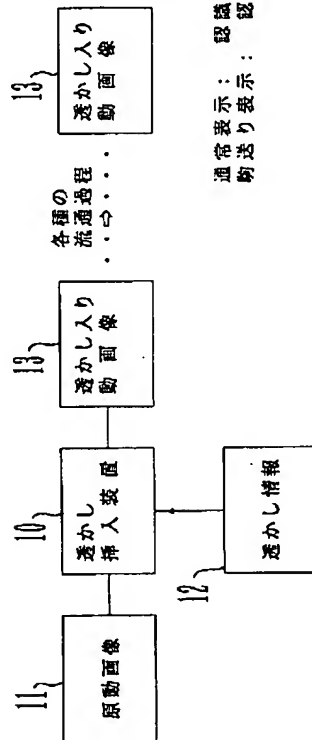 11
原動画像
10
透かし
挿入装置
12
透かし情報
13
透かし入り
動画像
各種の
流通過程
・・⇨・・・・
13
透かし入り
動画像
通常表示： 認識
駒送り表示： 認